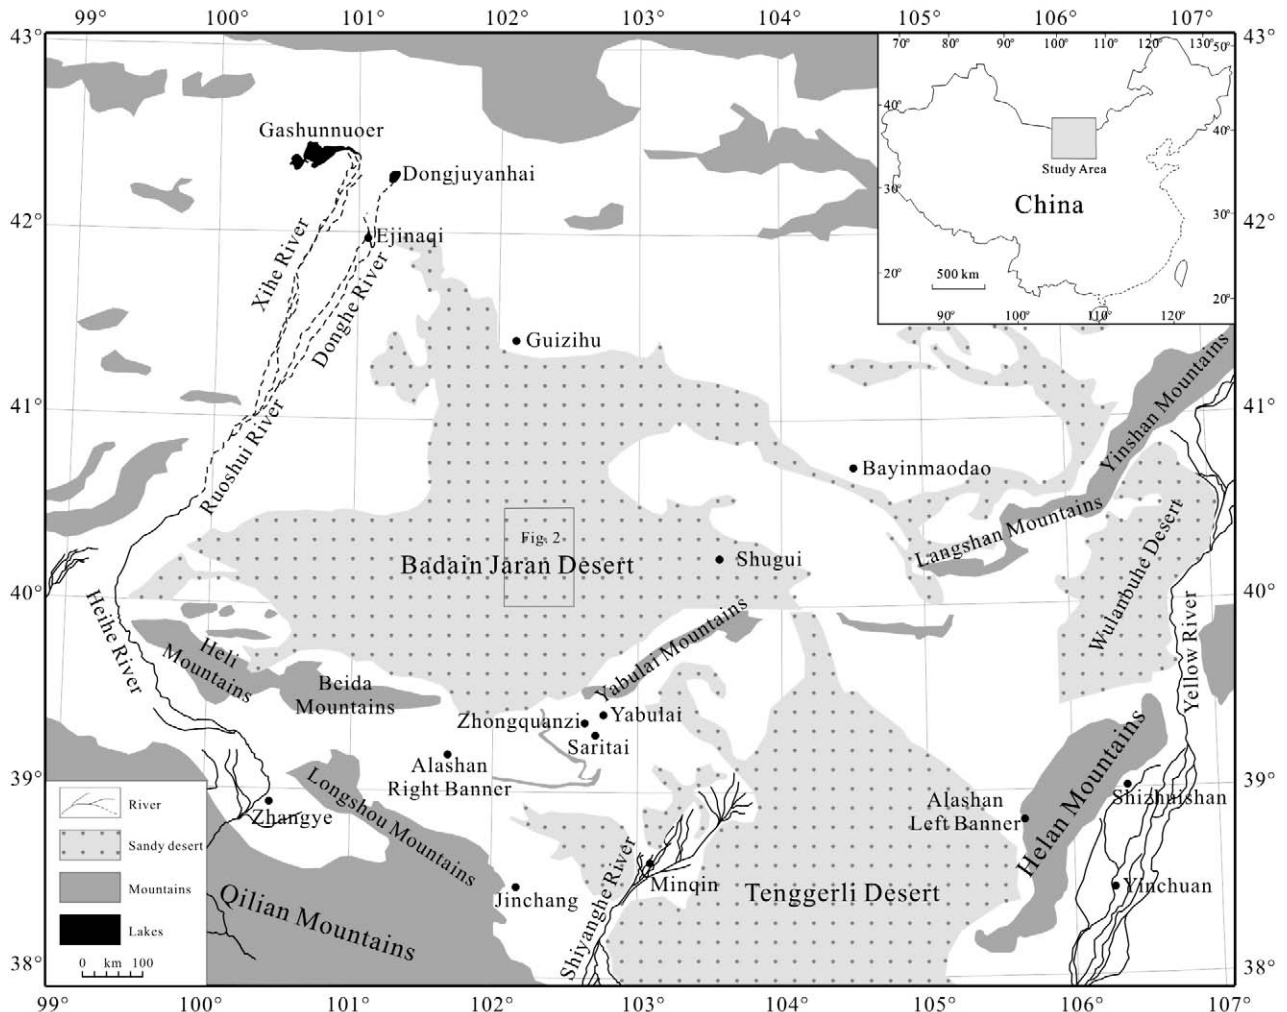 99° 100° 101° 102° 103° 104° 105° 106° 107°
43° 43°
70° 80° 90° 100° 110° 120° 130° 50°
40° 40°
Study Area
30° 30°
China
20° 20°
500 km
90° 100° 110° 120°
Gashunnuoer
Dongjuyanhai
42° 42°
Ejinaqi
Xihe River
Donghe River
Guizihu
41° 41°
Yinshan Mountains
Ruoshui River
Bayinmaodao
Langshan Mountains
Wulanbuhe Desert
Fig. 2
Badain Jaran Desert
Shugui
40° 40°
Heihe River
Yellow River
Heli
Mountains
Beida
Mountains
Yabulai Mountains
Zhongquanzi
Yabulai
Saritai
Alashan
Right Banner
39° 39°
Longshou Mountains
Zhangye
Helan Mountains
Shizhuishan
Alashan
Left Banner
Jinchang
Shiyanghe River
Minqin
Tenggerli Desert
Yinchuan
Qilian Mountains
River
Sandy desert
Mountains
Lakes
0 km 100
38° 38°
99° 100° 101° 102° 103° 104° 105° 106° 107°